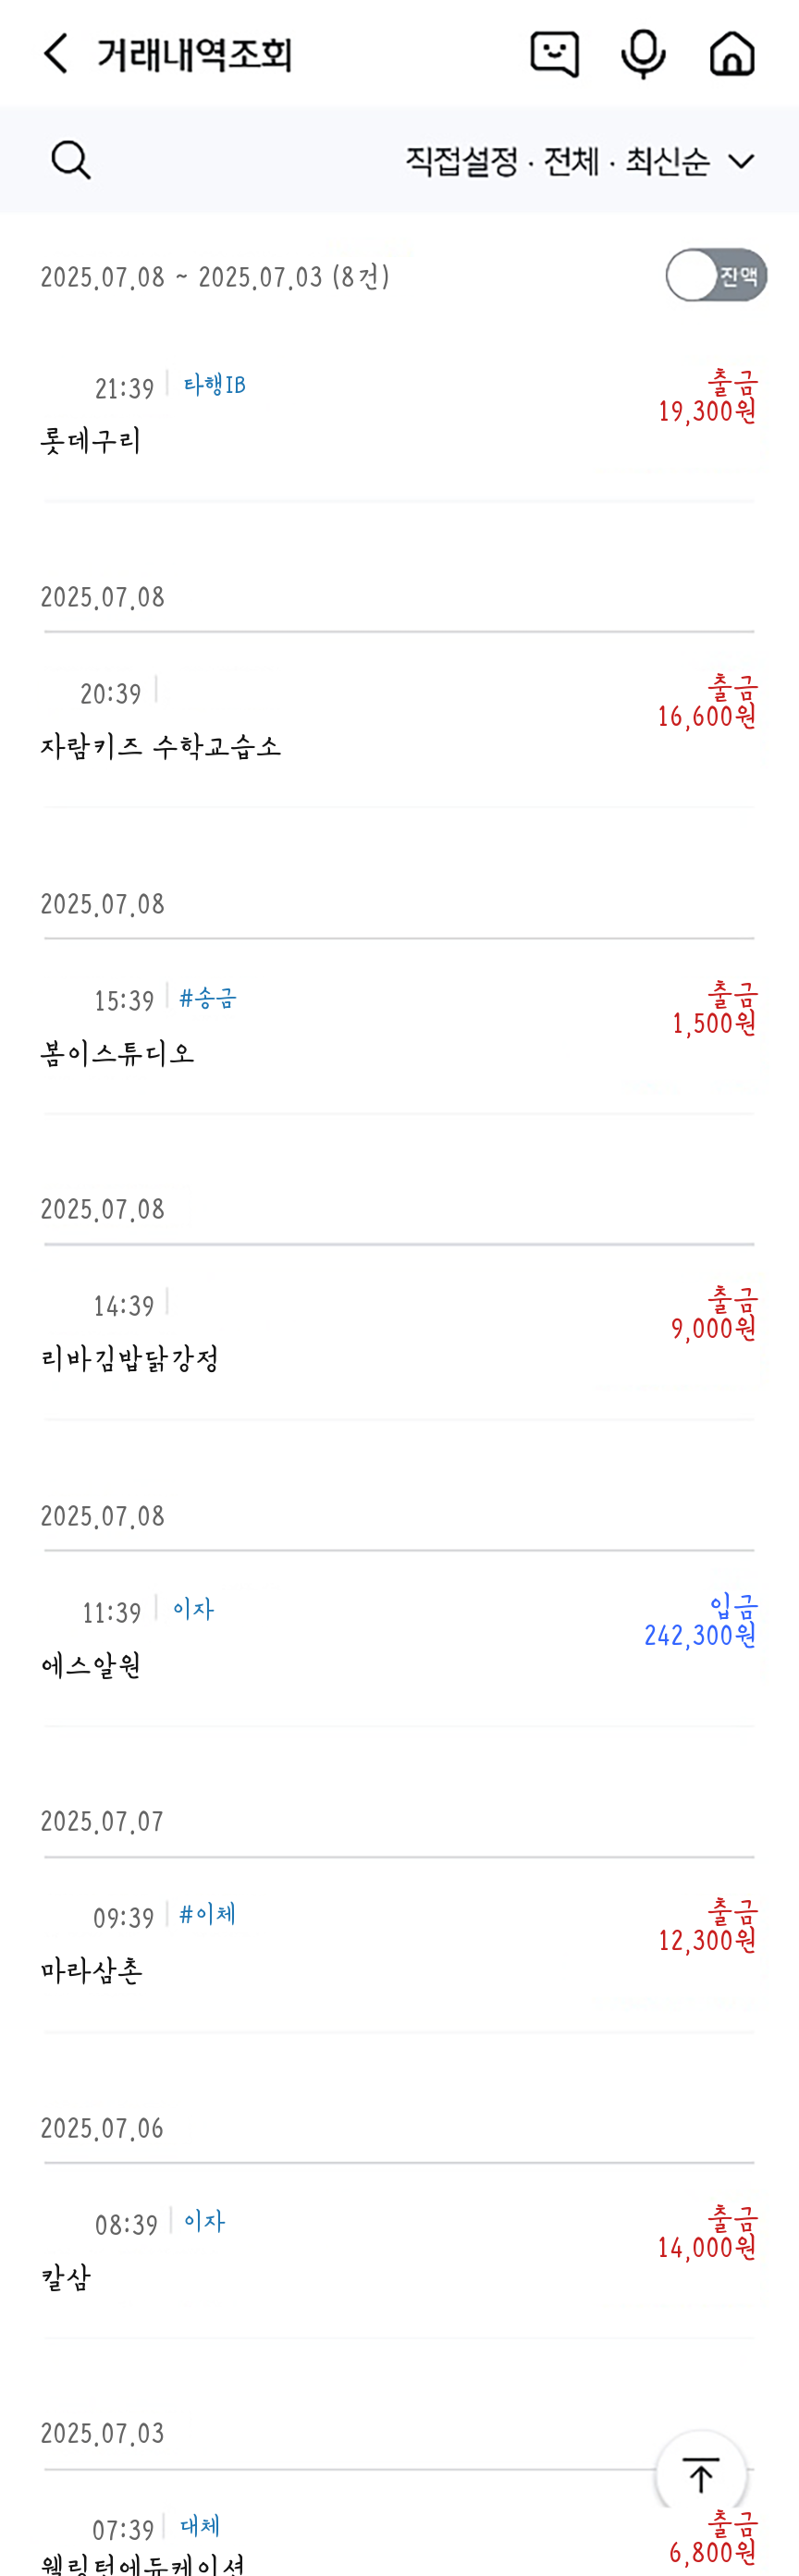 거래내역조회
직접설정 · 전체 · 최신순
2025.07.08 ~ 2025.07.03 (8건)
잔액
21:39 타행IB
출금
19,300원
롯데구리
2025.07.08
20:39
출금
16,600원
자람키즈 수학교습소
2025.07.08
15:39 #송금
출금
1,500원
봄이스튜디오
2025.07.08
14:39
출금
9,000원
리바김밥닭강정
2025.07.08
11:39 이자
입금
242,300원
에스알원
2025.07.07
09:39 #이체
출금
12,300원
마라삼촌
2025.07.06
08:39 이자
출금
14,000원
칼삼
2025.07.03
07:39 대체
출금
6,800원
웰링턴에듀케이션